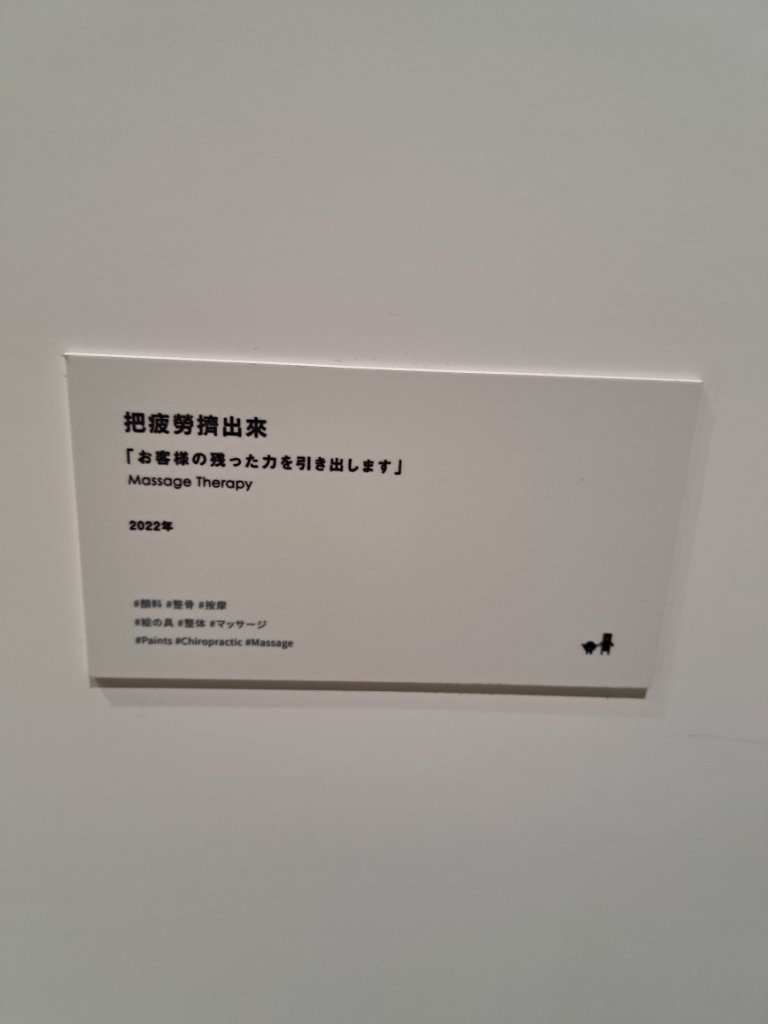 把疲勞擠出來
「お客様の残った力を引き出します」
Massage Therapy
2022年
#顏料 #整骨 #按摩
#絵の具 #整体 #マッサージ
#Paints #Chiropractic #Massage